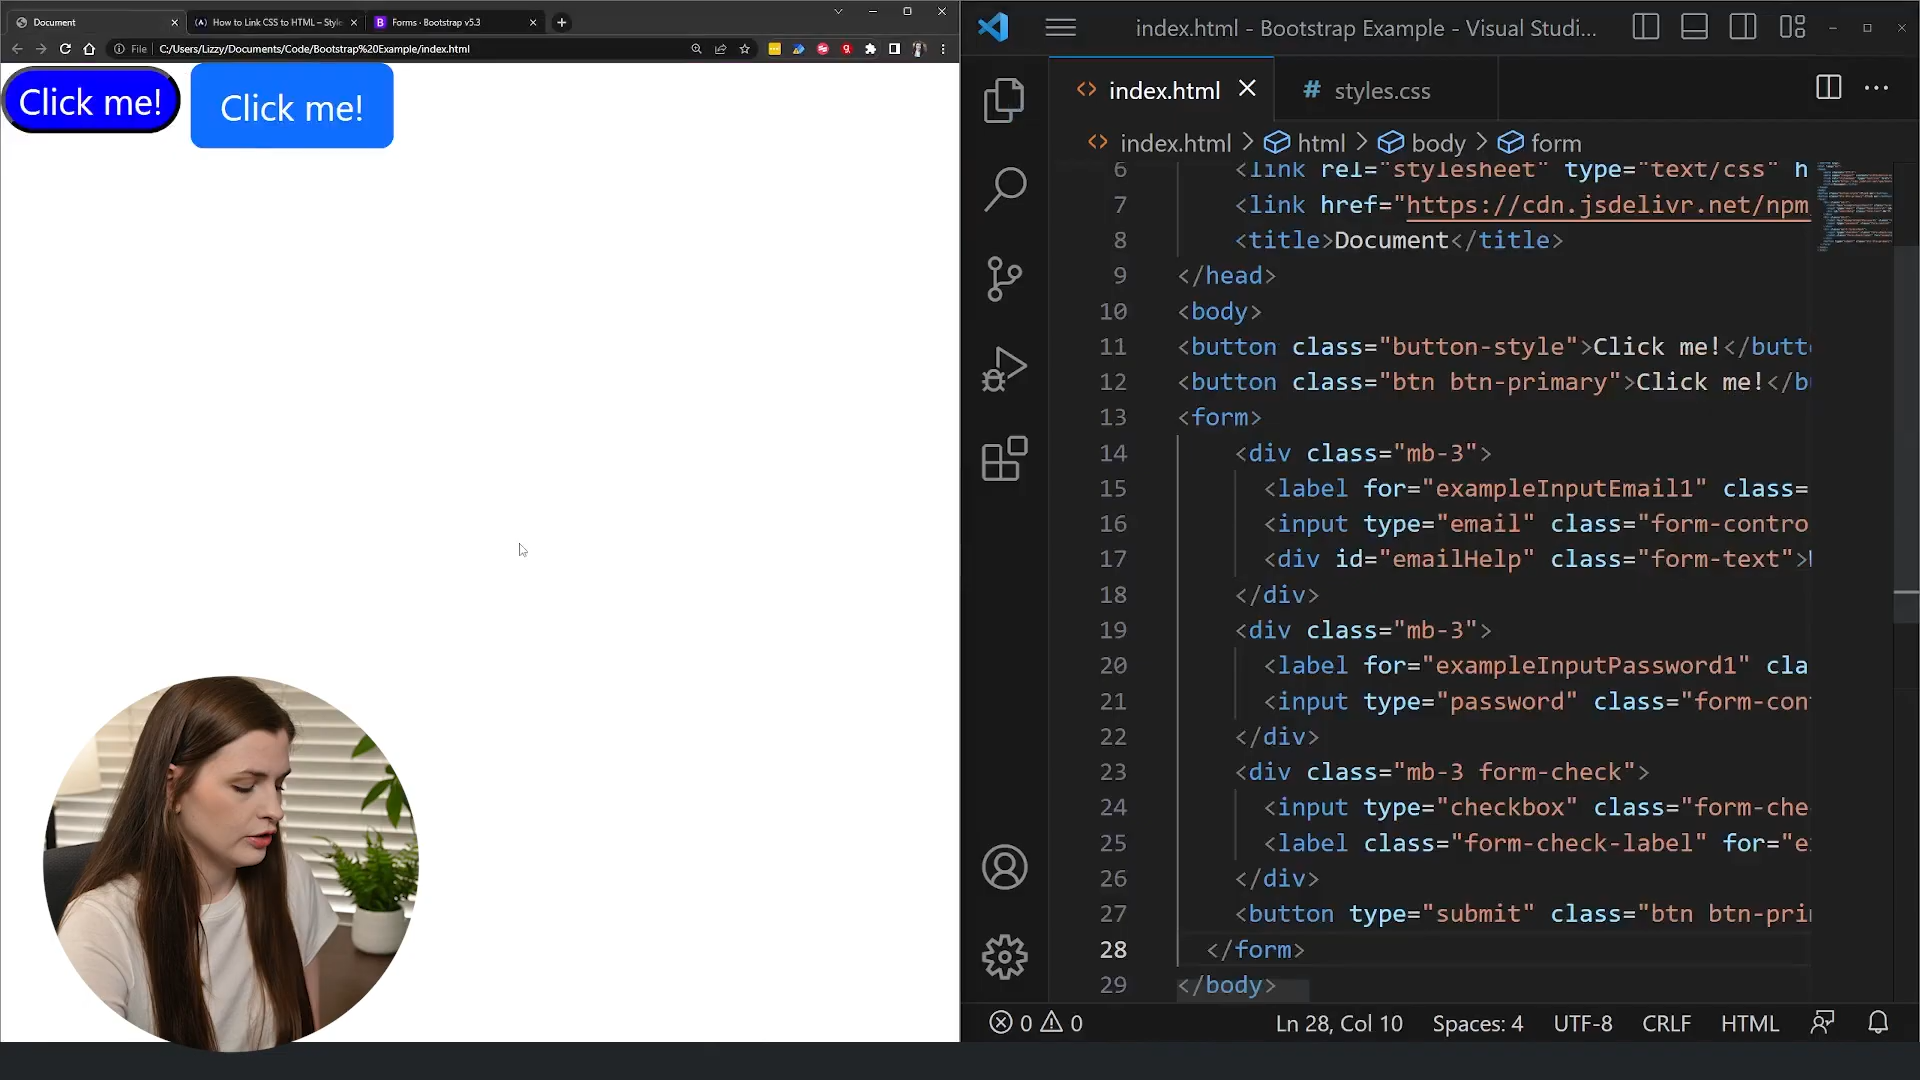 Document
How to Link CSS to HTML – Style
Forms · Bootstrap v5.3
File
C:/Users/Lizzy/Documents/Code/Bootstrap%20Example/index.html
Click me!
Click me!
index.html - Bootstrap Example - Visual Studi...
index.html
# styles.css
index.html > html > body > form
6 <link rel="stylesheet" type="text/css" h
7 <link href="https://cdn.jsdelivr.net/npm
8 <title>Document</title>
9 </head>
10 <body>
11 <button class="button-style">Click me!</butt
12 <button class="btn btn-primary">Click me!</b
13 <form>
14 <div class="mb-3">
15 <label for="exampleInputEmail1" class=
16 <input type="email" class="form-contro
17 <div id="emailHelp" class="form-text">
18 </div>
19 <div class="mb-3">
20 <label for="exampleInputPassword1" cla
21 <input type="password" class="form-con
22 </div>
23 <div class="mb-3 form-check">
24 <input type="checkbox" class="form-che
25 <label class="form-check-label" for="e
26 </div>
27 <button type="submit" class="btn btn-pri
28 </form>
29 </body>
0 0
Ln 28, Col 10 Spaces: 4 UTF-8 CRLF HTML